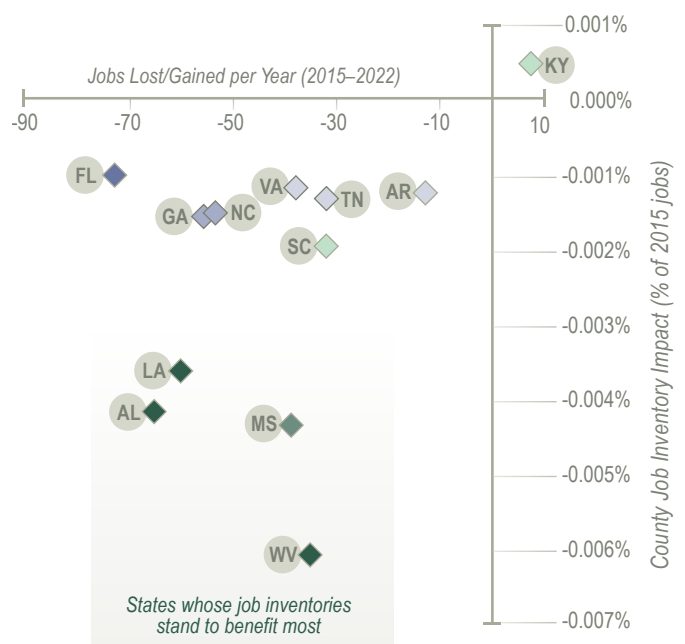 0.001%
KY
Jobs Lost/Gained per Year (2015–2022)
0.000%
-90 -70 -50 -30 -10 10
FL
-0.001%
VA
TN
AR
GA
NC
SC
-0.002%
-0.003%
LA
AL
-0.004%
MS
-0.005%
WV
-0.006%
States whose job inventories
stand to benefit most
-0.007%
County Job Inventory Impact (% of 2015 jobs)